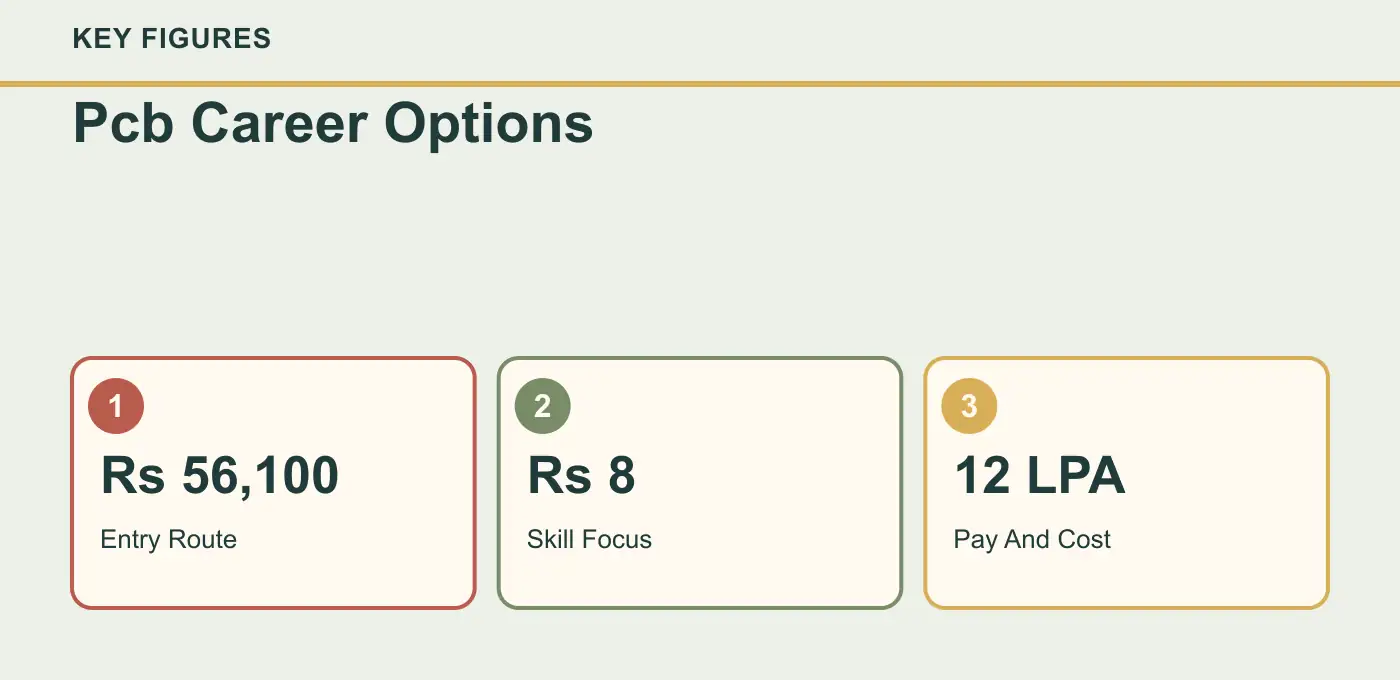 KEY FIGURES
Pcb Career Options
1
Rs 56,100
Entry Route
2
Rs 8
Skill Focus
3
12 LPA
Pay And Cost